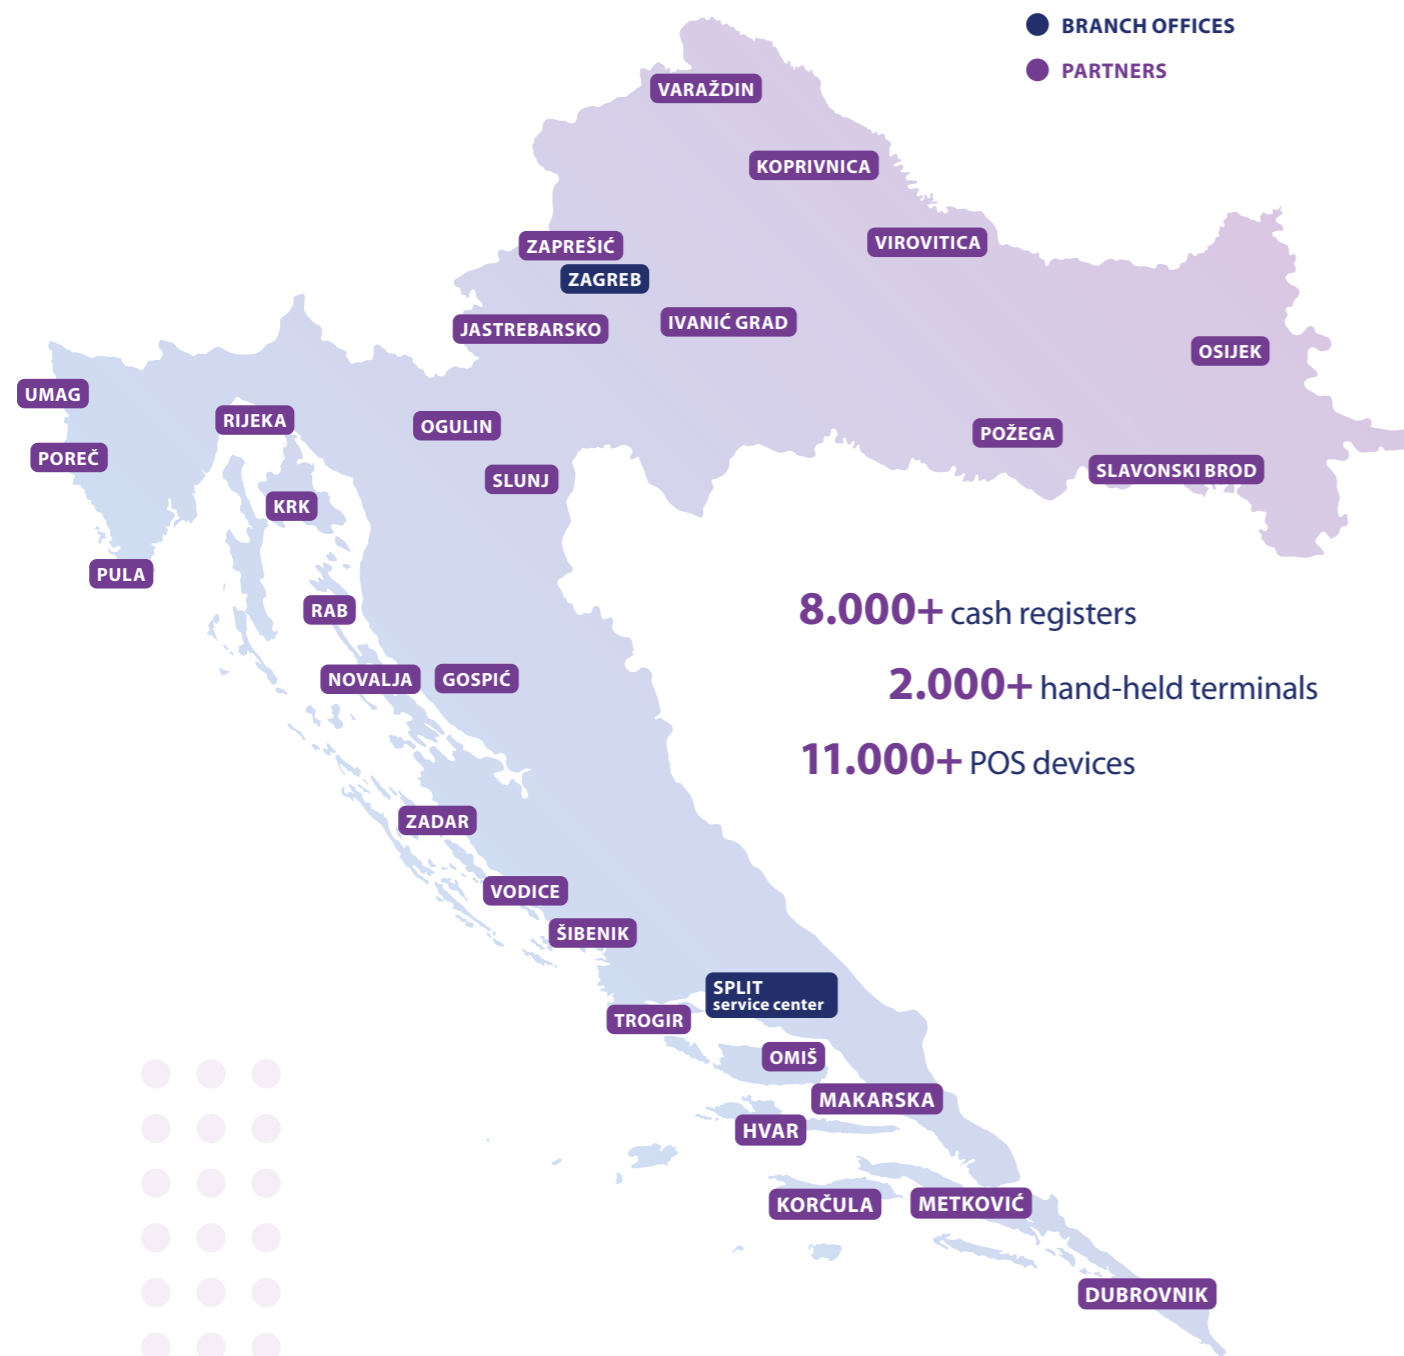 BRANCH OFFICES
PARTNERS
VARAŽDIN
KOPRIVNICA
VIROVITICA
ZAPREŠIĆ
ZAGREB
IVANIĆ GRAD
JASTREBARSKO
OSIJEK
UMAG
RIJEKA
OGULIN
POŽEGA
POREČ
SLAVONSKI BROD
SLUNJ
KRK
PULA
RAB
8.000+ cash registers
NOVALJA
GOSPIĆ
2.000+ hand-held terminals
11.000+ POS devices
ZADAR
VODICE
ŠIBENIK
SPLIT
service center
TROGIR
OMIŠ
MAKARSKA
HVAR
KORČULA
METKOVIĆ
DUBROVNIK